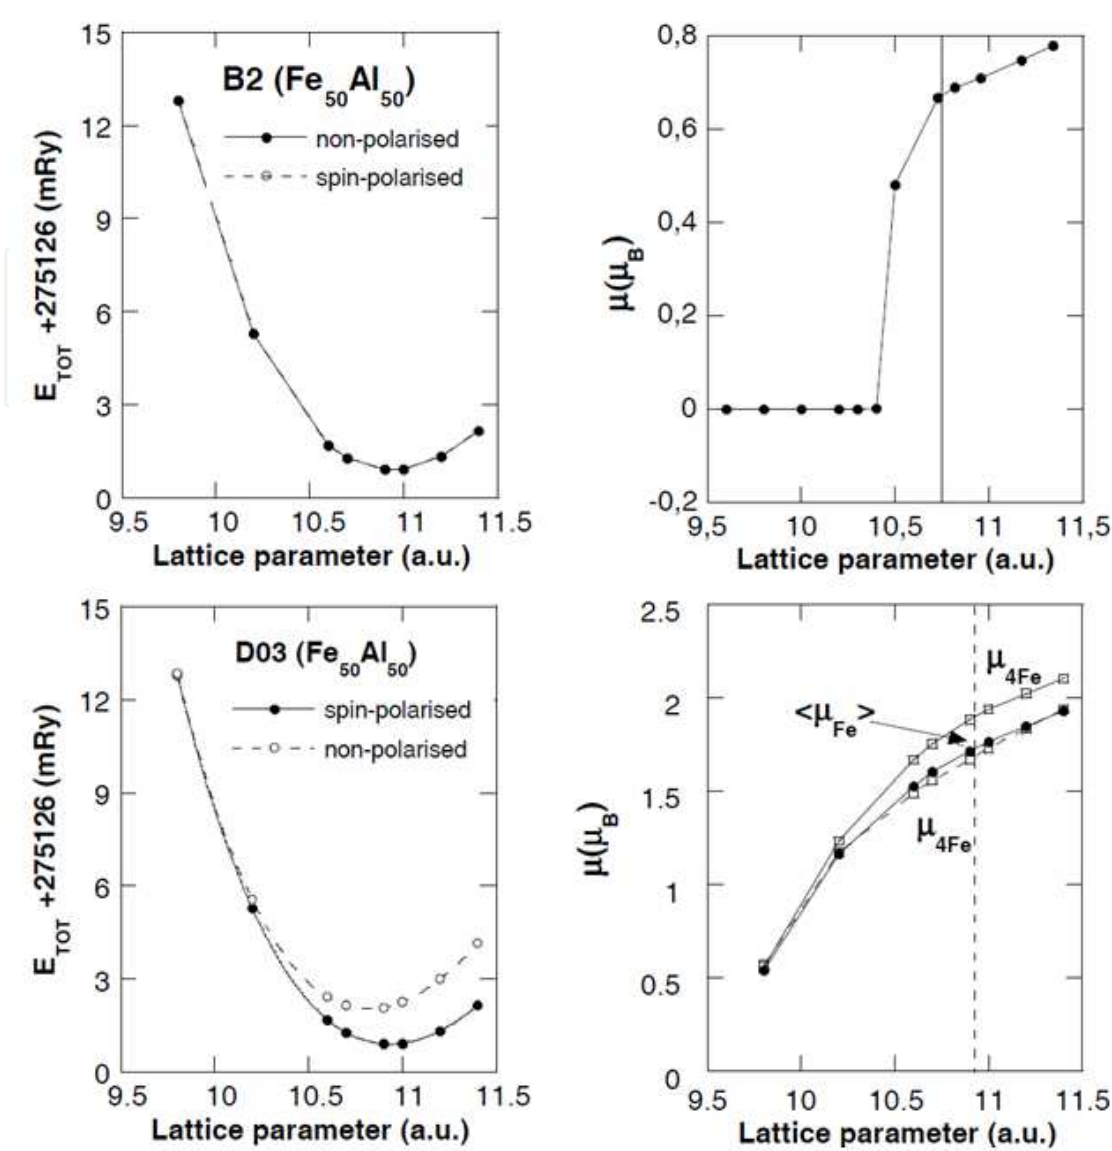 15
12
9
6
3
0
E_TOT +275126 (mRy)
B2 (Fe50Al50)
non-polarised
spin-polarised
9.5 10 10.5 11 11.5
Lattice parameter (a.u.)
0,8
0,6
0,4
0,2
0
-0,2
μ(μB)
9,5 10 10,5 11 11,5
Lattice parameter (a.u.)
15
12
9
6
3
0
ETOT +275126 (mRy)
D03 (Fe50Al50)
spin-polarised
non-polarised
9.5 10 10.5 11 11.5
Lattice parameter (a.u.)
2.5
2
1.5
1
0.5
0
μ(μB)
μ4Fe
<μFe>
μ4Fe
9.5 10 10.5 11 11.5
Lattice parameter (a.u.)